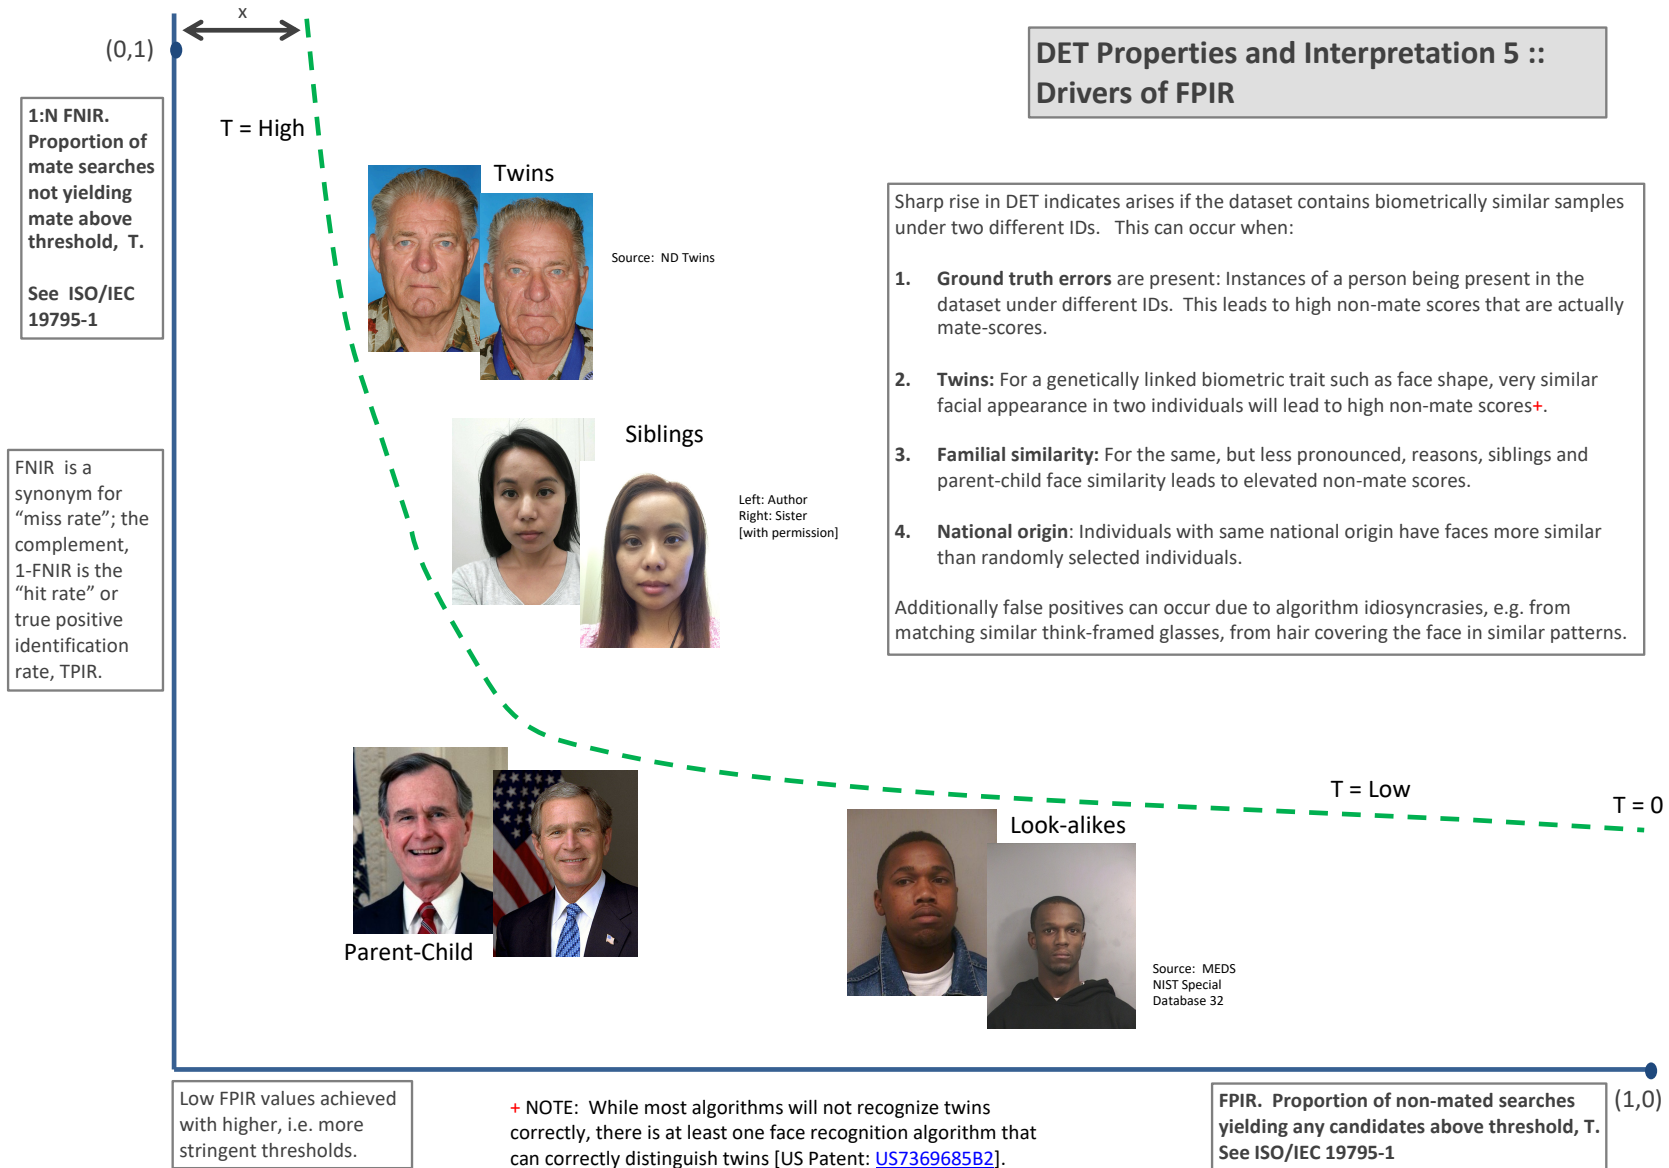 x
(0,1)
DET Properties and Interpretation 5 ::
Drivers of FPIR
1:N FNIR.
Proportion of
mate searches
not yielding
mate above
threshold, T.
See ISO/IEC
19795-1
T = High
Twins
Source: ND Twins
Sharp rise in DET indicates arises if the dataset contains biometrically similar samples
under two different IDs. This can occur when:
1. Ground truth errors are present: Instances of a person being present in the
dataset under different IDs. This leads to high non-mate scores that are actually
mate-scores.
2. Twins: For a genetically linked biometric trait such as face shape, very similar
facial appearance in two individuals will lead to high non-mate scores+.
3. Familial similarity: For the same, but less pronounced, reasons, siblings and
parent-child face similarity leads to elevated non-mate scores.
4. National origin: Individuals with same national origin have faces more similar
than randomly selected individuals.
Additionally false positives can occur due to algorithm idiosyncrasies, e.g. from
matching similar think-framed glasses, from hair covering the face in similar patterns.
Siblings
Left: Author
Right: Sister
[with permission]
FNIR is a
synonym for
“miss rate”; the
complement,
1-FNIR is the
“hit rate” or
true positive
identification
rate, TPIR.
T = Low
T = 0
Look-alikes
Parent-Child
Source: MEDS
NIST Special
Database 32
Low FPIR values achieved
with higher, i.e. more
stringent thresholds.
+ NOTE: While most algorithms will not recognize twins
correctly, there is at least one face recognition algorithm that
can correctly distinguish twins [US Patent: US7369685B2].
FPIR. Proportion of non-mated searches
yielding any candidates above threshold, T.
See ISO/IEC 19795-1
(1,0)